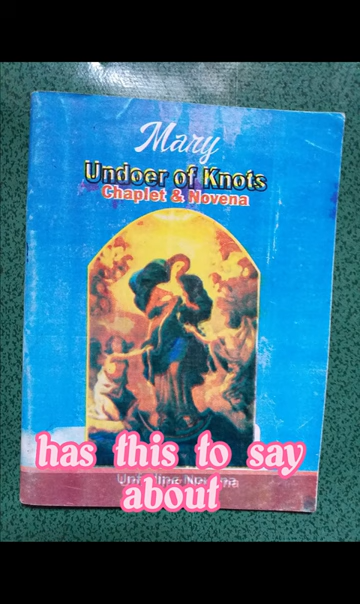 Mary
Undoer of Knots
Chaplet & Novena
has this to say
about